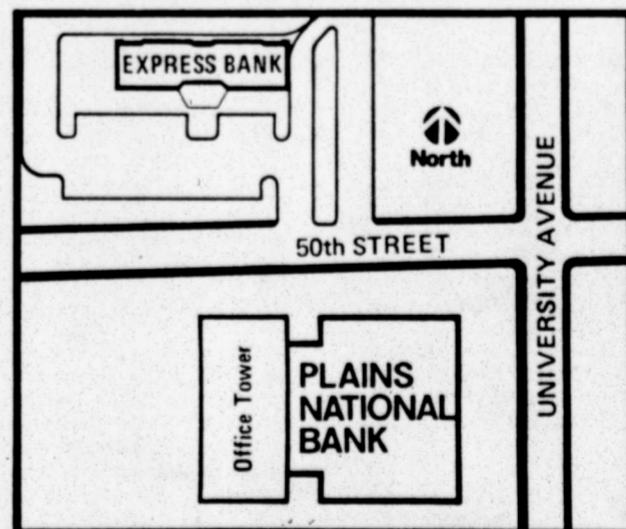 EXPRESS BANK
North
50th STREET
UNIVERSITY AVENUE
Office Tower
PLAINS
NATIONAL
BANK